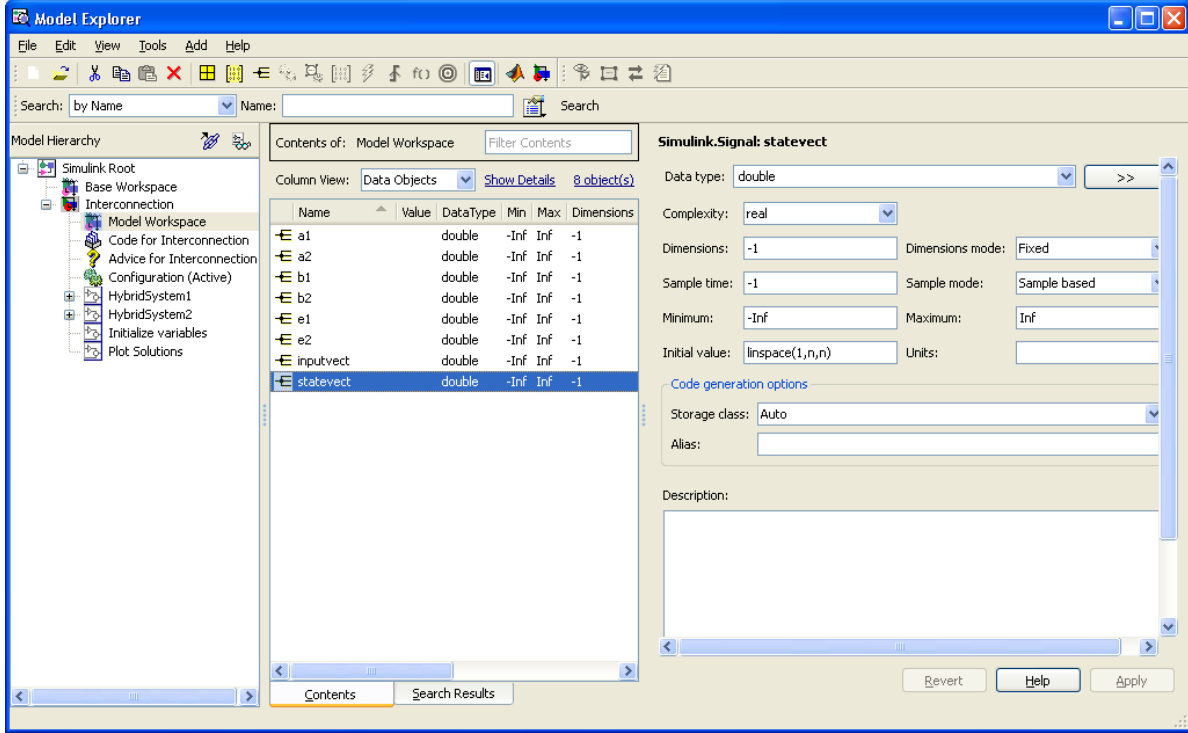 Model Explorer
File Edit View Tools Add Help
f()
Search: by Name Name: Search
Model Hierarchy
Simulink Root
Base Workspace
Interconnection
Model Workspace
Code for Interconnection
Advice for Interconnection
Configuration (Active)
HybridSystem1
HybridSystem2
Initialize variables
Plot Solutions
Contents of: Model Workspace Filter Contents
Column View: Data Objects Show Details 8 object(s)
Name Value DataType Min Max Dimensions
a1 double -Inf Inf -1
a2 double -Inf Inf -1
b1 double -Inf Inf -1
b2 double -Inf Inf -1
e1 double -Inf Inf -1
e2 double -Inf Inf -1
inputvect double -Inf Inf -1
statevect double -Inf Inf -1
Contents Search Results
Simulink.Signal: statevect
Data type: double >>
Complexity: real
Dimensions: -1 Dimensions mode: Fixed
Sample time: -1 Sample mode: Sample based
Minimum: -Inf Maximum: Inf
Initial value: linspace(1,n,n) Units:
Code generation options
Storage class: Auto
Alias:
Description:
Revert Help Apply